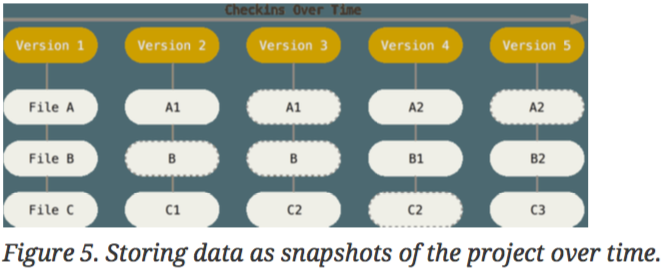 Checkins Over Time
Version 1 Version 2 Version 3 Version 4 Version 5
File A A1 A1 A2 A2
File B B B B1 B2
File C C1 C2 C2 C3
Figure 5. Storing data as snapshots of the project over time.